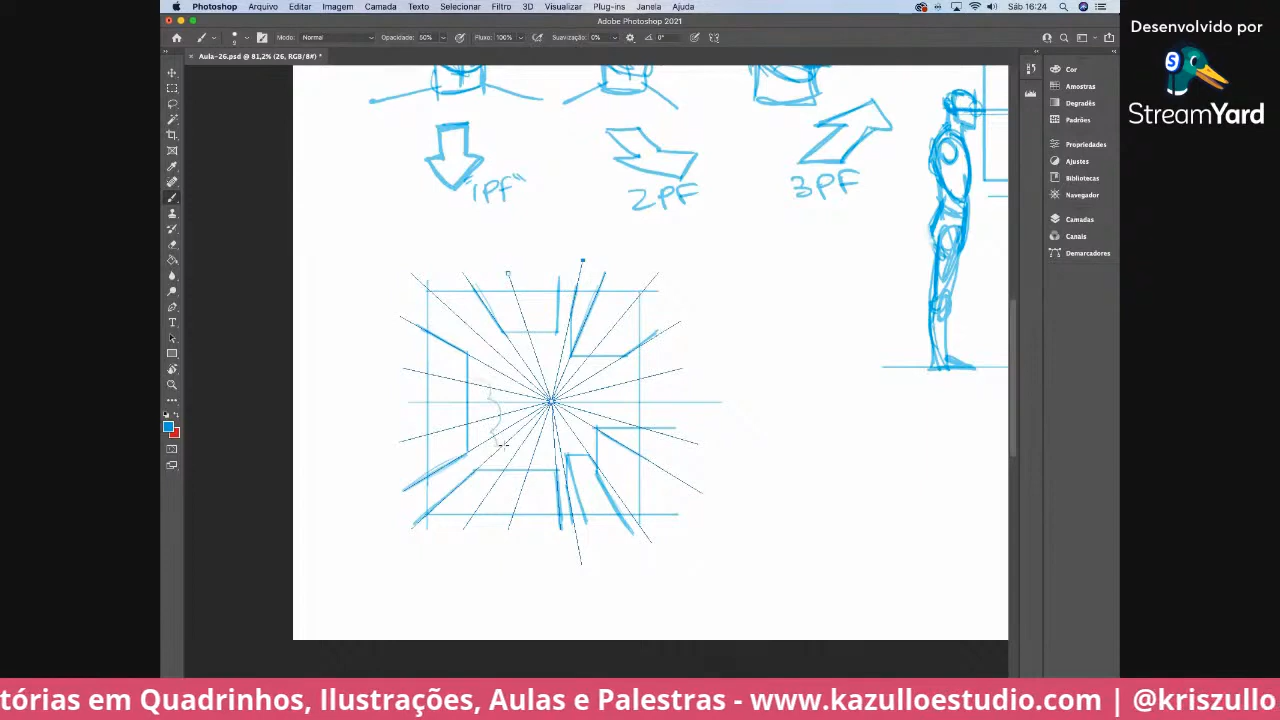 Photoshop Arquivo Editar Imagem Camada Texto Selecionar Filtro 3D Visualizar Plug-ins Janela Ajuda
Sáb 16:24
Adobe Photoshop 2021
Modo: Normal Opacidade: 50% Fluxo: 100% Suavização: 0% 0°
Aula-26.psd @ 81,2% (26, RGB/8#) *
Cor
Amostras
Degradês
Padrões
Propriedades
Ajustes
Bibliotecas
Navegador
Camadas
Canais
Demarcadores
"1PF"
2PF
3PF
Desenvolvido por
StreamYard
tórias em Quadrinhos, Ilustrações, Aulas e Palestras - www.kazulloestudio.com | @kriszullo